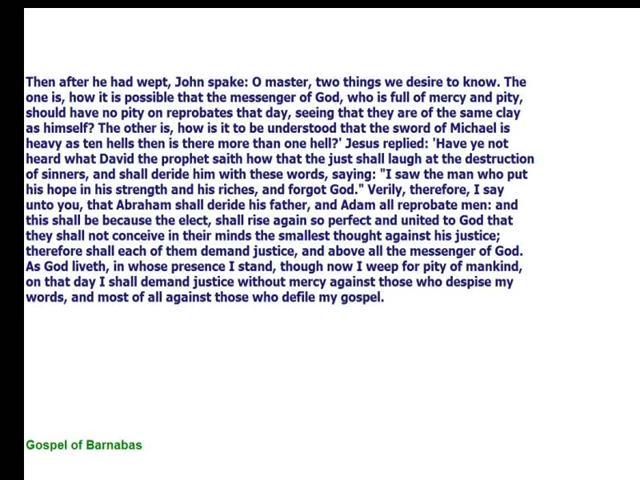 Then after he had wept, John spake: O master, two things we desire to know. The
one is, how it is possible that the messenger of God, who is full of mercy and pity,
should have no pity on reprobates that day, seeing that they are of the same clay
as himself? The other is, how is it to be understood that the sword of Michael is
heavy as ten hells then is there more than one hell?' Jesus replied: 'Have ye not
heard what David the prophet saith how that the just shall laugh at the destruction
of sinners, and shall deride him with these words, saying: "I saw the man who put
his hope in his strength and his riches, and forgot God." Verily, therefore, I say
unto you, that Abraham shall deride his father, and Adam all reprobate men: and
this shall be because the elect, shall rise again so perfect and united to God that
they shall not conceive in their minds the smallest thought against his justice;
therefore shall each of them demand justice, and above all the messenger of God.
As God liveth, in whose presence I stand, though now I weep for pity of mankind,
on that day I shall demand justice without mercy against those who despise my
words, and most of all against those who defile my gospel.
Gospel of Barnabas